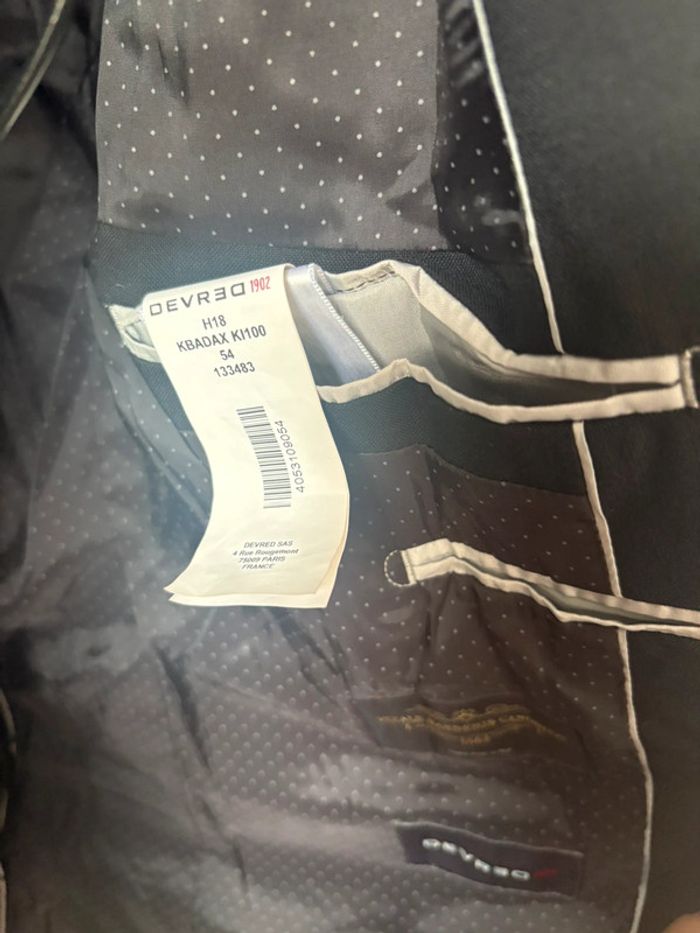 DEVRED 1902
H18
KBADAX KI100
54
133483
4053109054
DEVRED SAS
4 Rue Rougemont
75009 PARIS
FRANCE
DEVRED